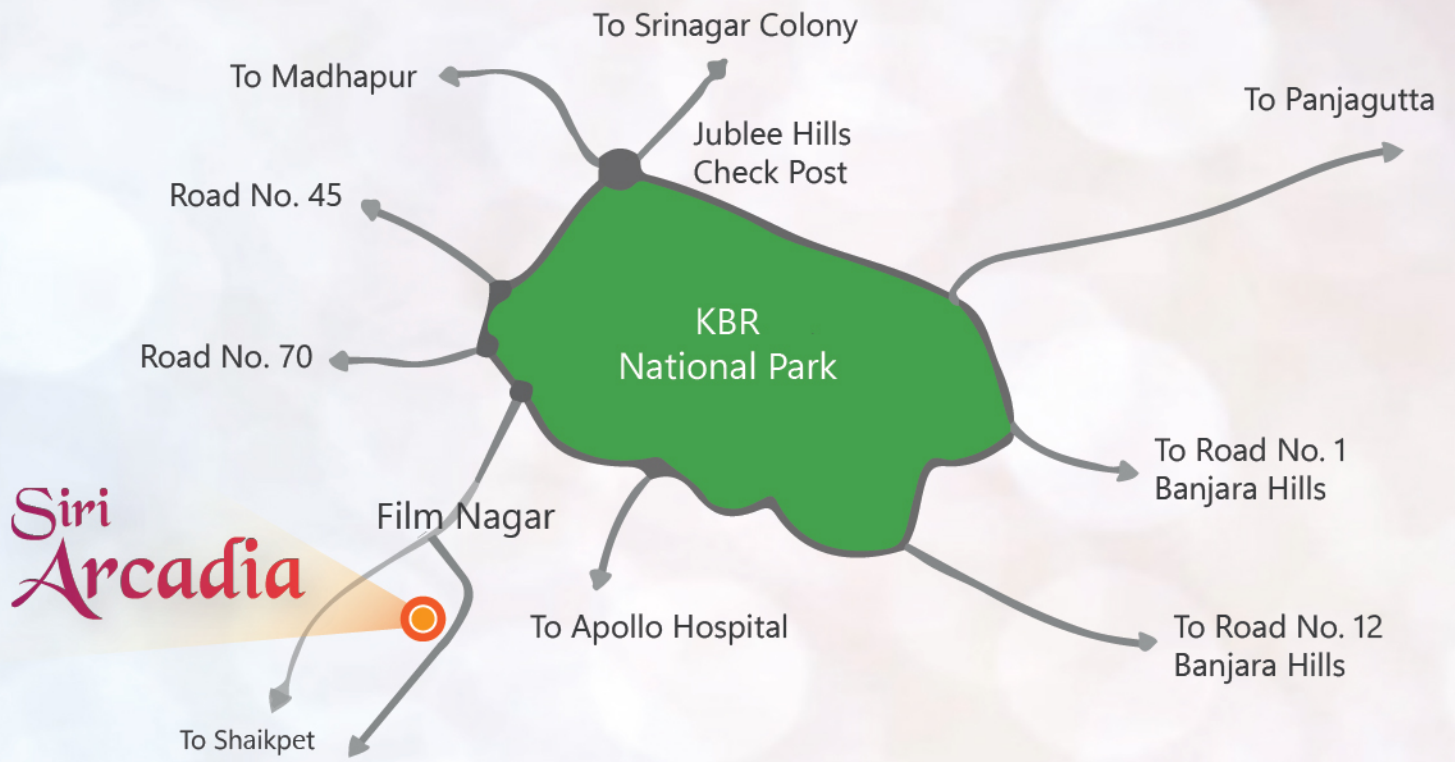 To Srinagar Colony
To Madhapur
To Panjagutta
Jublee Hills
Check Post
Road No. 45
KBR
National Park
Road No. 70
To Road No. 1
Banjara Hills
Siri
Arcadia
Film Nagar
To Apollo Hospital
To Road No. 12
Banjara Hills
To Shaikpet